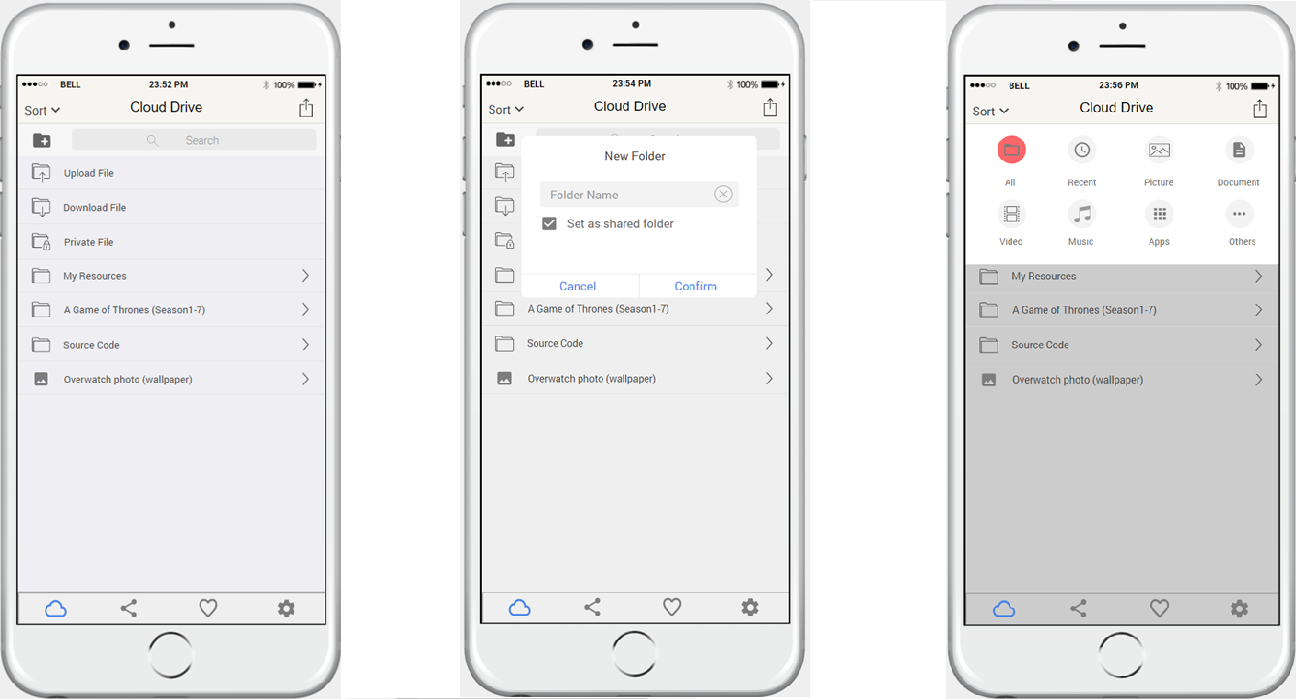 BELL 23:52 PM 100%
Sort Cloud Drive
Search
Upload File
Download File
Private File
My Resources
A Game of Thrones (Season1-7)
Source Code
Overwatch photo (wallpaper)
BELL 23:54 PM 100%
Sort Cloud Drive
New Folder
Folder Name
Set as shared folder
Cancel Confirm
A Game of Thrones (Season1-7)
Source Code
Overwatch photo (wallpaper)
BELL 23:56 PM 100%
Sort Cloud Drive
All Recent Picture Document
Video Music Apps Others
My Resources
A Game of Thrones (Season1-7)
Source Code
Overwatch photo (wallpaper)